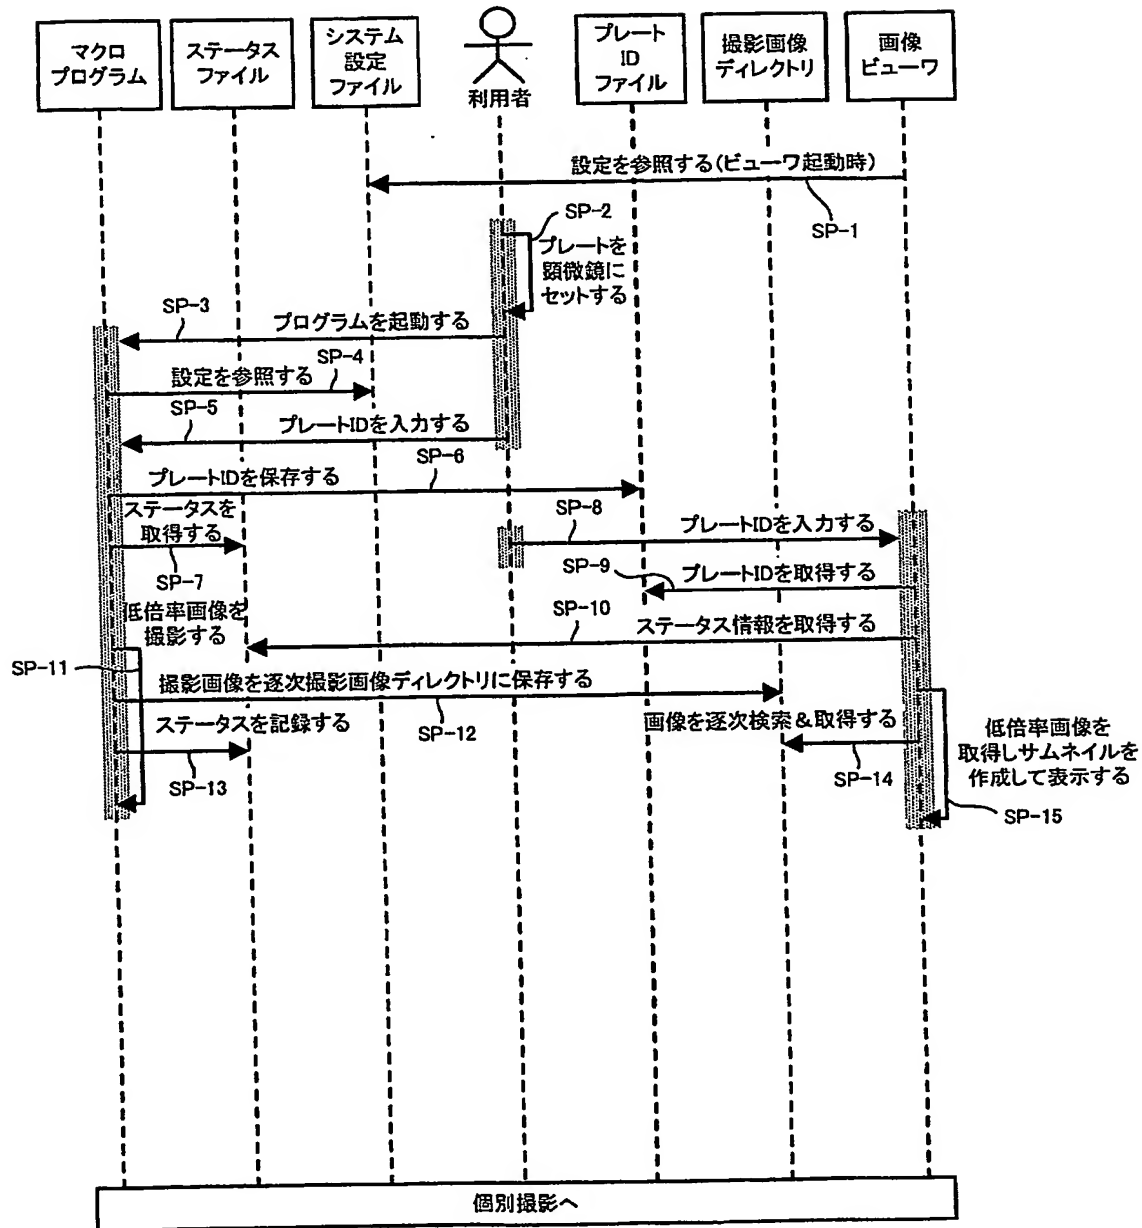 マクロ
プログラム
ステータス
ファイル
システム
設定
ファイル
利用者
プレート
ID
ファイル
撮影画像
ディレクトリ
画像
ビューワ
設定を参照する(ビューワ起動時)
SP-1
SP-2
プレートを
顕微鏡に
セットする
SP-3
プログラムを起動する
SP-4
設定を参照する
SP-5
プレートIDを入力する
SP-6
プレートIDを保存する
ステータスを
取得する
SP-7
SP-8
プレートIDを入力する
SP-9
プレートIDを取得する
SP-10
ステータス情報を取得する
低倍率画像を
撮影する
SP-11
撮影画像を逐次撮影画像ディレクトリに保存する
SP-12
ステータスを記録する
SP-13
画像を逐次検索&取得する
SP-14
低倍率画像を
取得しサムネイルを
作成して表示する
SP-15
個別撮影へ